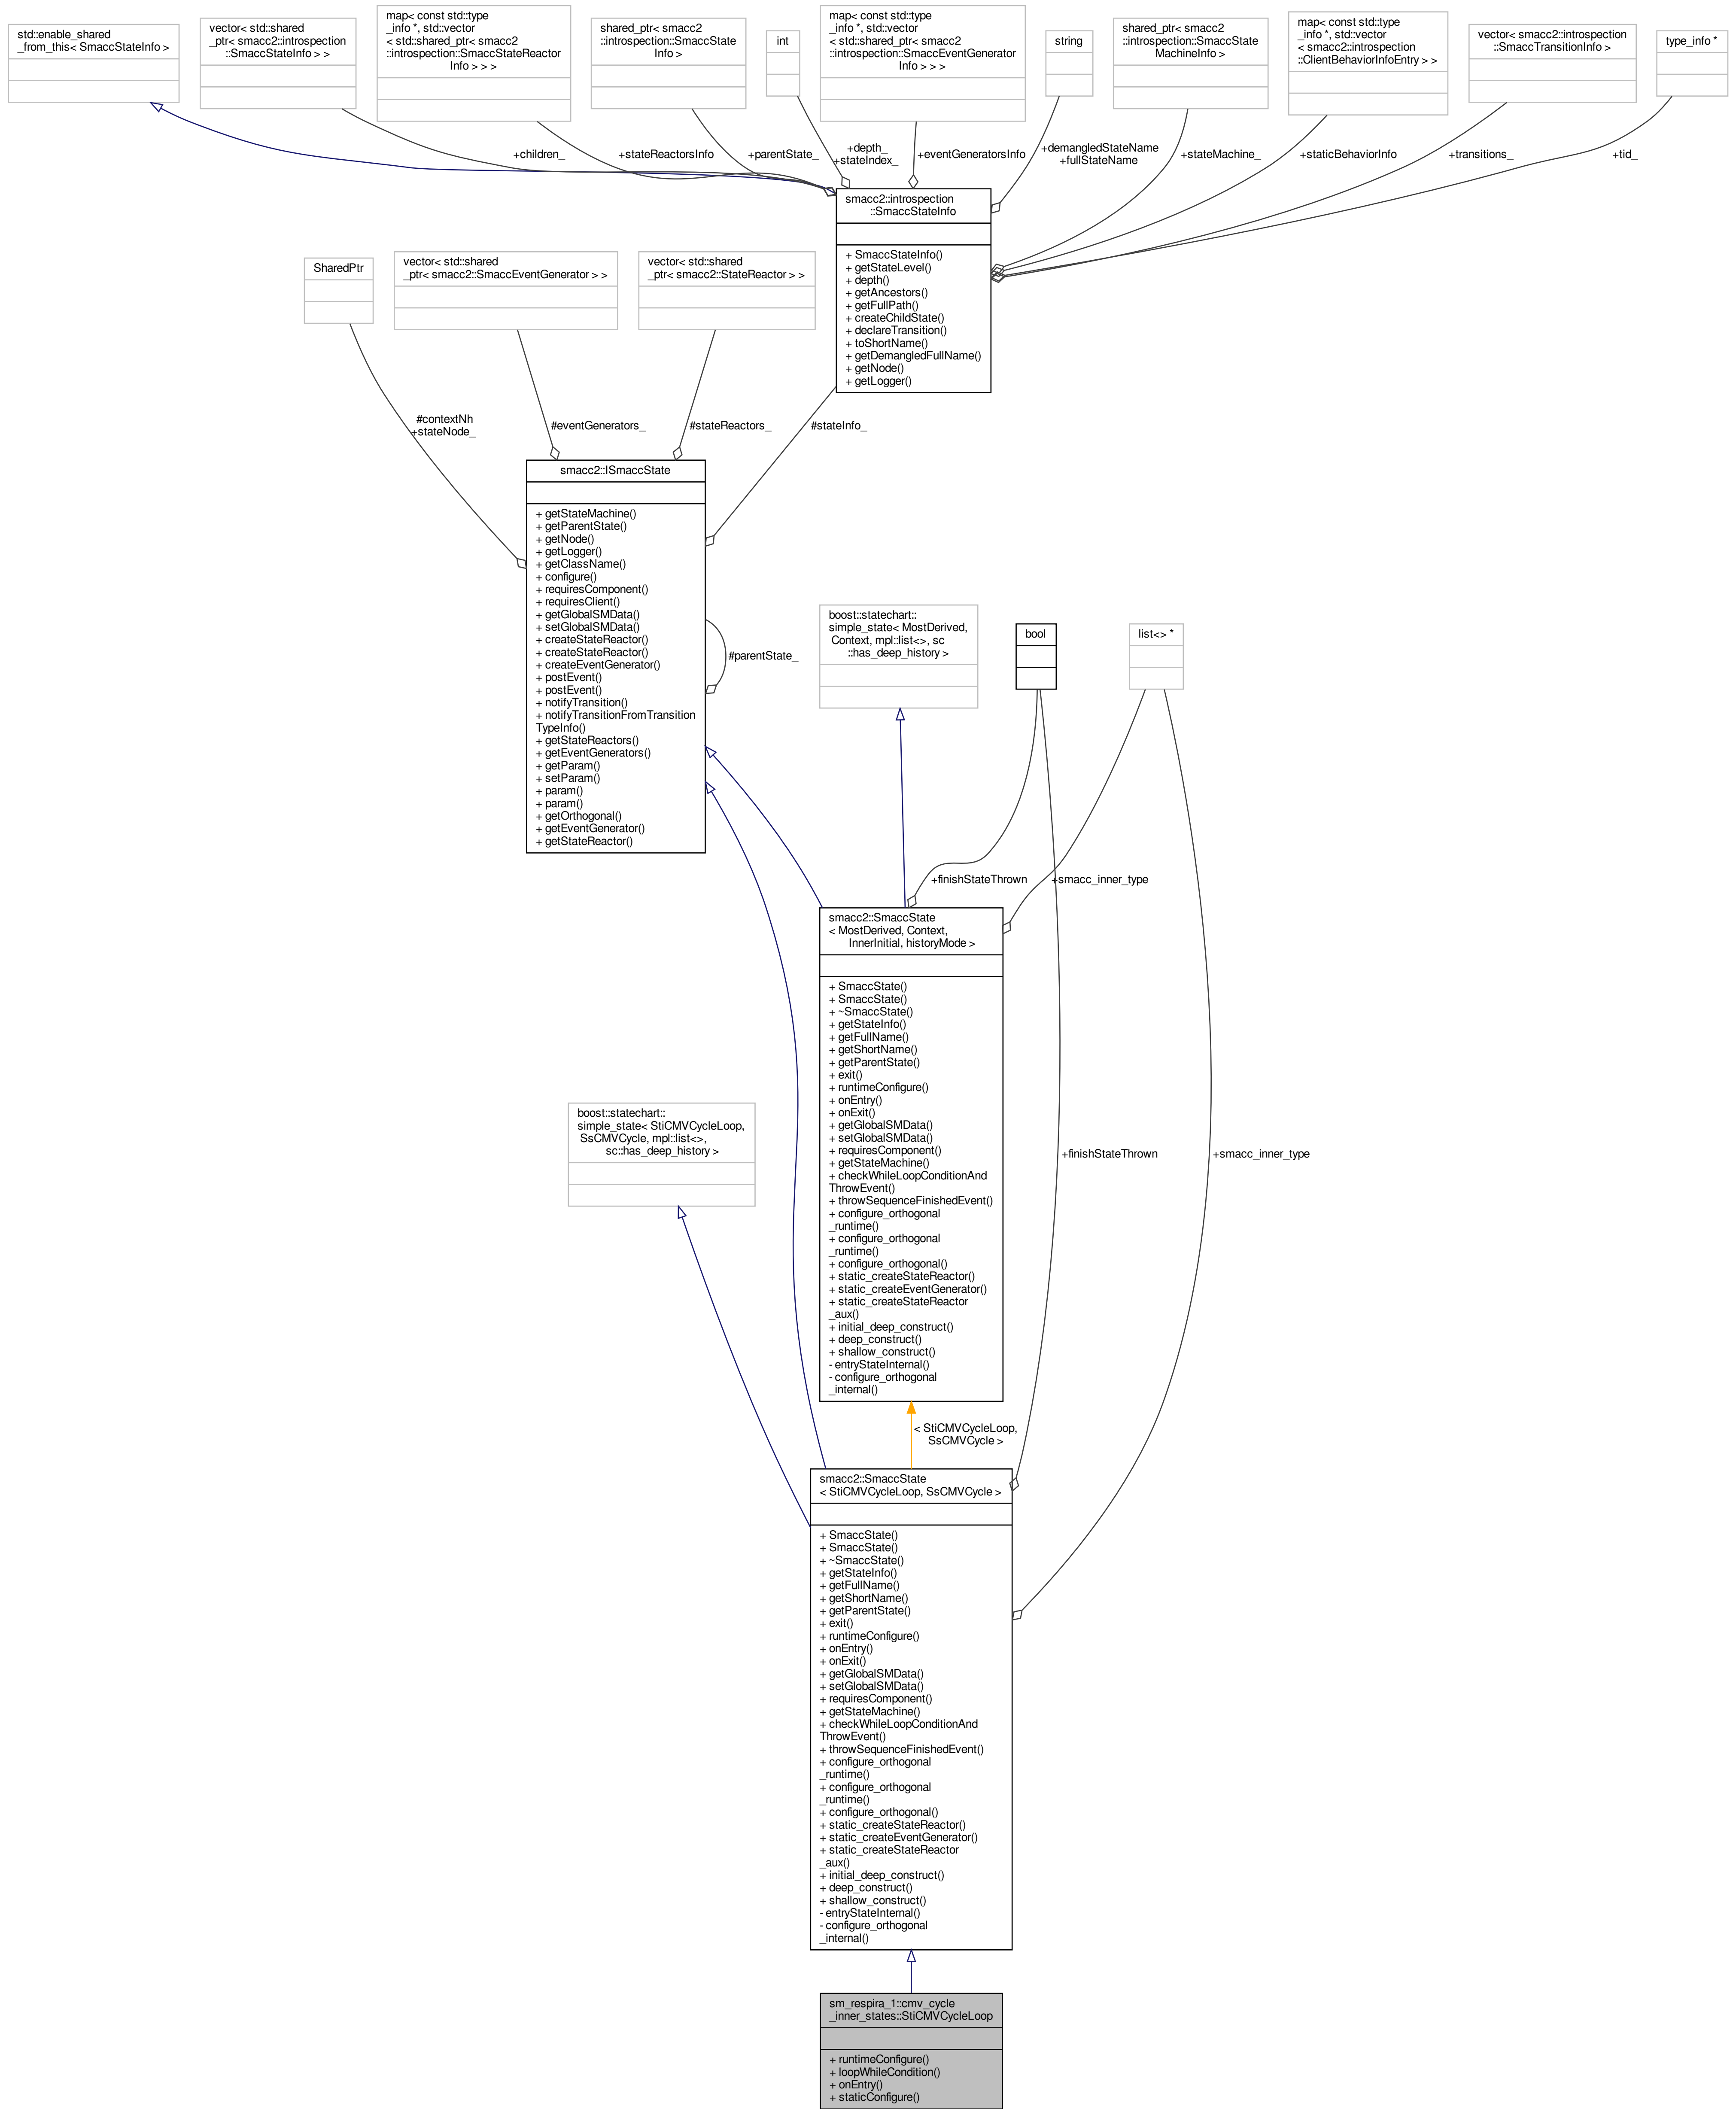 std::enable_shared
_from_this< SmaccStateInfo >
vector< std::shared
_ptr< smacc2::introspection
::SmaccStateInfo > >
map< const std::type
_info *, std::vector
< std::shared_ptr< smacc2
::introspection::SmaccStateReactor
Info > > >
shared_ptr< smacc2
::introspection::SmaccState
Info >
int
map< const std::type
_info *, std::vector
< std::shared_ptr< smacc2
::introspection::SmaccEventGenerator
Info > > >
string
shared_ptr< smacc2
::introspection::SmaccState
MachineInfo >
map< const std::type
_info *, std::vector
< smacc2::introspection
::ClientBehaviorInfoEntry > >
vector< smacc2::introspection
::SmaccTransitionInfo >
type_info *
+children_
+stateReactorsInfo
+parentState_
+depth_
+stateIndex_
+eventGeneratorsInfo
+demangledStateName
+fullStateName
+stateMachine_
+staticBehaviorInfo
+transitions_
+tid_
smacc2::introspection
::SmaccStateInfo
+ SmaccStateInfo()
+ getStateLevel()
+ depth()
+ getAncestors()
+ getFullPath()
+ createChildState()
+ declareTransition()
+ toShortName()
+ getDemangledFullName()
+ getNode()
+ getLogger()
SharedPtr
vector< std::shared
_ptr< smacc2::SmaccEventGenerator > >
vector< std::shared
_ptr< smacc2::StateReactor > >
#contextNh
+stateNode_
#eventGenerators_
#stateReactors_
#stateInfo_
smacc2::ISmaccState
+ getStateMachine()
+ getParentState()
+ getNode()
+ getLogger()
+ getClassName()
+ configure()
+ requiresComponent()
+ requiresClient()
+ getGlobalSMData()
+ setGlobalSMData()
+ createStateReactor()
+ createStateReactor()
+ createEventGenerator()
+ postEvent()
+ postEvent()
+ notifyTransition()
+ notifyTransitionFromTransition
TypeInfo()
+ getStateReactors()
+ getEventGenerators()
+ getParam()
+ setParam()
+ param()
+ param()
+ getOrthogonal()
+ getEventGenerator()
+ getStateReactor()
#parentState_
boost::statechart::
simple_state< MostDerived,
Context, mpl::list<>, sc
::has_deep_history >
bool
list<> *
+finishStateThrown
+smacc_inner_type
smacc2::SmaccState
< MostDerived, Context,
InnerInitial, historyMode >
+ SmaccState()
+ SmaccState()
+ ~SmaccState()
+ getStateInfo()
+ getFullName()
+ getShortName()
+ getParentState()
+ exit()
+ runtimeConfigure()
+ onEntry()
+ onExit()
+ getGlobalSMData()
+ setGlobalSMData()
+ requiresComponent()
+ getStateMachine()
+ checkWhileLoopConditionAnd
ThrowEvent()
+ throwSequenceFinishedEvent()
+ configure_orthogonal
_runtime()
+ configure_orthogonal
_runtime()
+ configure_orthogonal()
+ static_createStateReactor()
+ static_createEventGenerator()
+ static_createStateReactor
_aux()
+ initial_deep_construct()
+ deep_construct()
+ shallow_construct()
- entryStateInternal()
- configure_orthogonal
_internal()
boost::statechart::
simple_state< StiCMVCycleLoop,
SsCMVCycle, mpl::list<>,
sc::has_deep_history >
+finishStateThrown
+smacc_inner_type
< StiCMVCycleLoop,
SsCMVCycle >
smacc2::SmaccState
< StiCMVCycleLoop, SsCMVCycle >
+ SmaccState()
+ SmaccState()
+ ~SmaccState()
+ getStateInfo()
+ getFullName()
+ getShortName()
+ getParentState()
+ exit()
+ runtimeConfigure()
+ onEntry()
+ onExit()
+ getGlobalSMData()
+ setGlobalSMData()
+ requiresComponent()
+ getStateMachine()
+ checkWhileLoopConditionAnd
ThrowEvent()
+ throwSequenceFinishedEvent()
+ configure_orthogonal
_runtime()
+ configure_orthogonal
_runtime()
+ configure_orthogonal()
+ static_createStateReactor()
+ static_createEventGenerator()
+ static_createStateReactor
_aux()
+ initial_deep_construct()
+ deep_construct()
+ shallow_construct()
- entryStateInternal()
- configure_orthogonal
_internal()
sm_respira_1::cmv_cycle
_inner_states::StiCMVCycleLoop
+ runtimeConfigure()
+ loopWhileCondition()
+ onEntry()
+ staticConfigure()